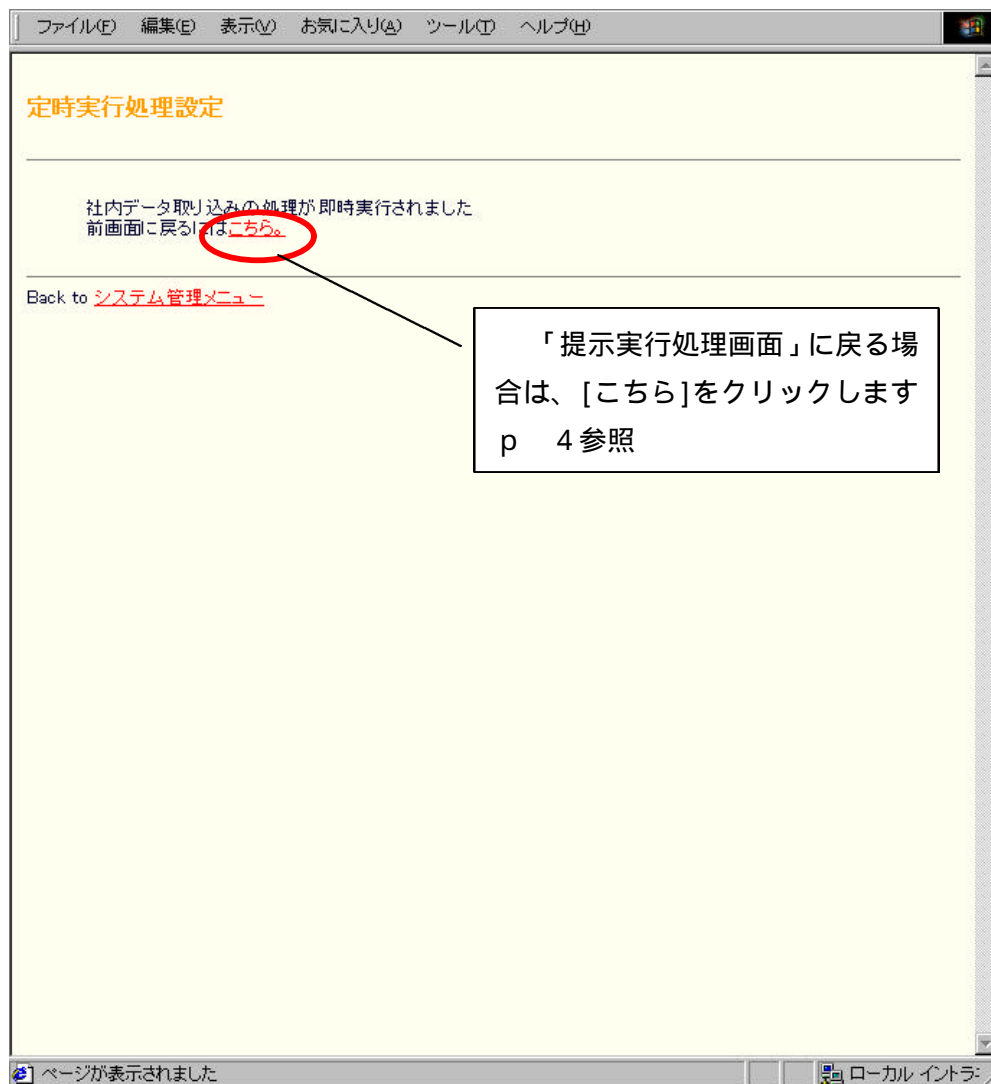 ファイル(F) 編集(E) 表示(V) お気に入り(A) ツール(T) ヘルプ(H)
定時実行処理設定
社内データ取り込みの処理が即時実行されました
前画面に戻るにはこちら。
Back to システム管理メニュー
「提示実行処理画面」に戻る場
合は、[こちら]をクリックします
p 4参照
ページが表示されました
ローカル イントラ